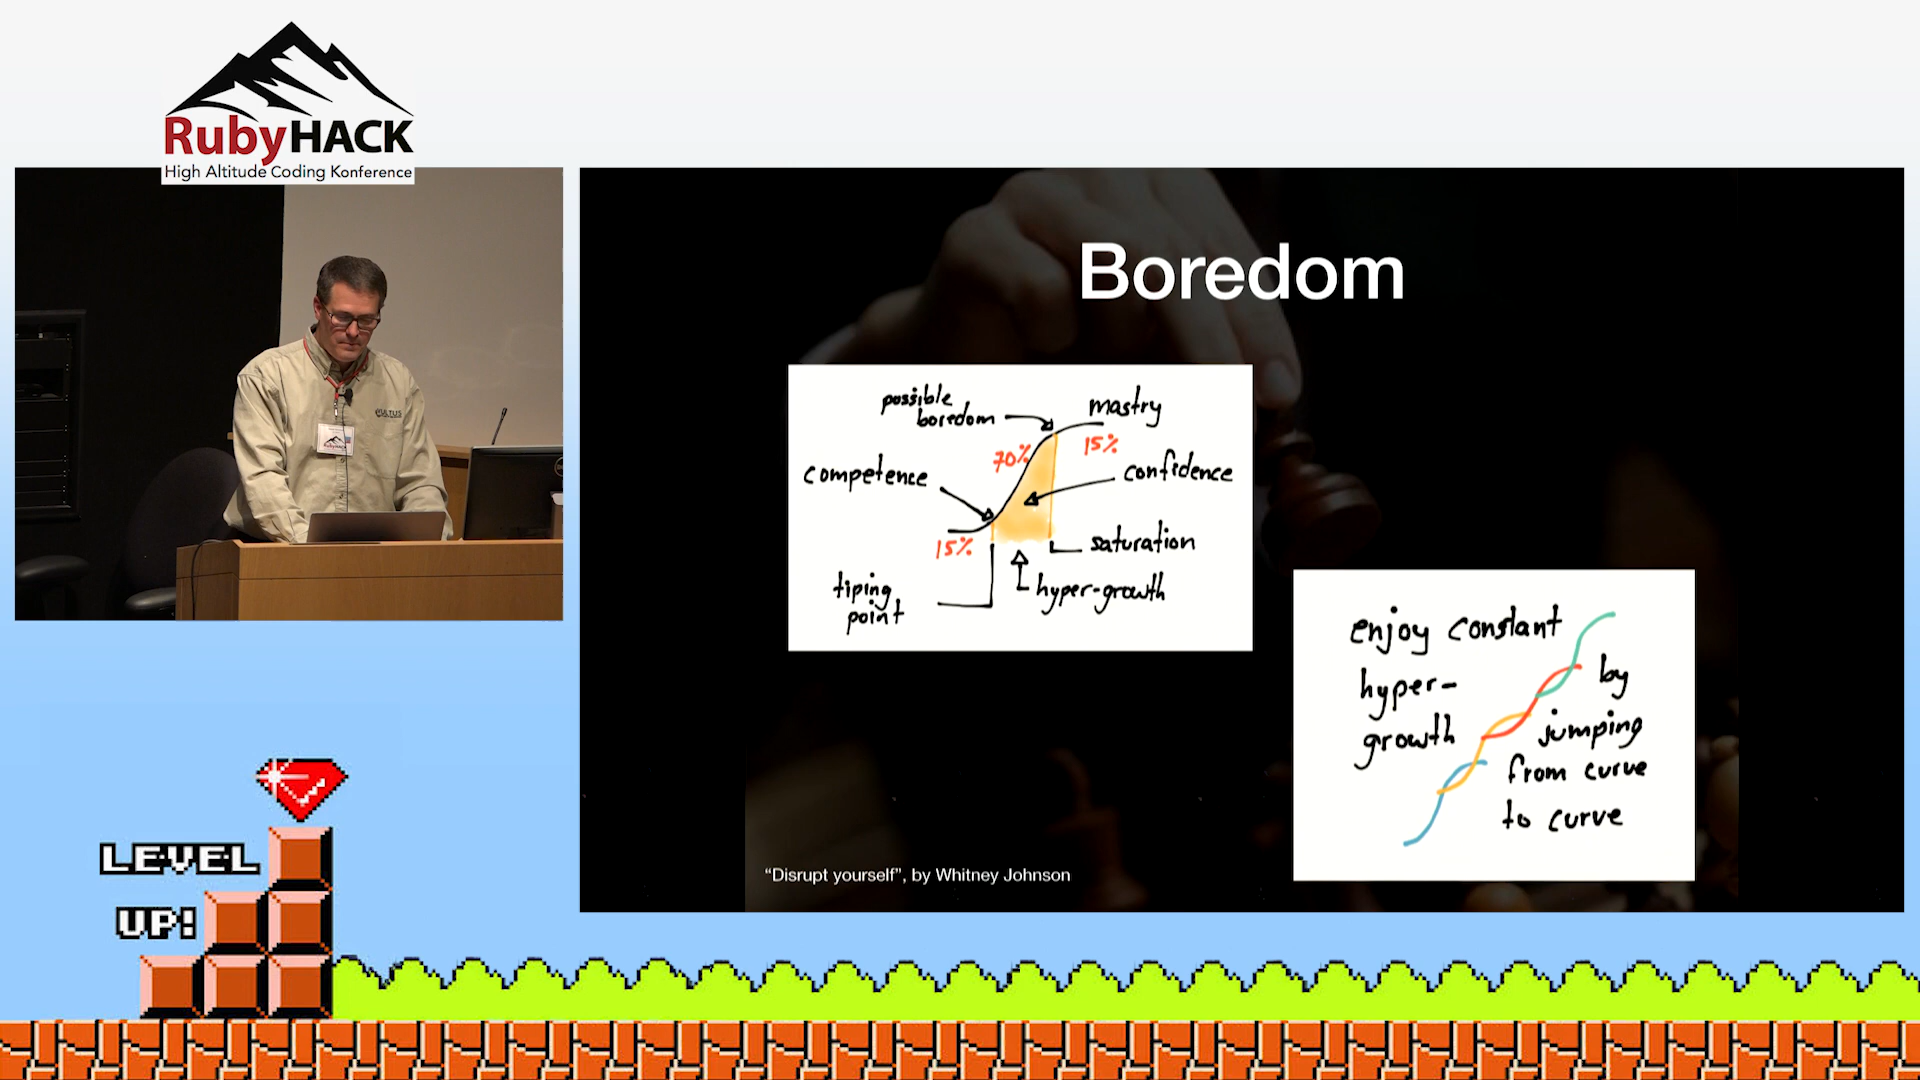 RubyHACK
High Altitude Coding Konference
Boredom
possible
boredom
mastry
70%
15%
competence
confidence
15%
saturation
tiping
point
hyper-growth
enjoy constant
hyper-
growth
by
jumping
from curve
to curve
“Disrupt yourself”, by Whitney Johnson
LEVEL
UP!
RubyHACK